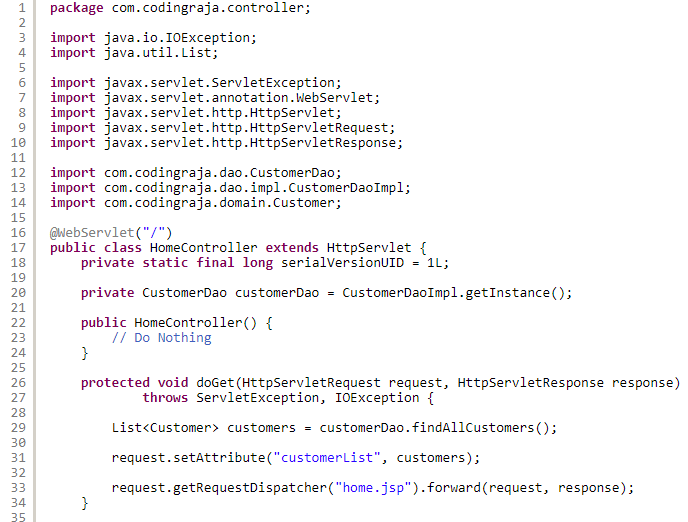 1 package com.codingraja.controller;
2
3 import java.io.IOException;
4 import java.util.List;
5
6 import javax.servlet.ServletException;
7 import javax.servlet.annotation.WebServlet;
8 import javax.servlet.http.HttpServlet;
9 import javax.servlet.http.HttpServletRequest;
10 import javax.servlet.http.HttpServletResponse;
11
12 import com.codingraja.dao.CustomerDao;
13 import com.codingraja.dao.impl.CustomerDaoImpl;
14 import com.codingraja.domain.Customer;
15
16 @WebServlet("/")
17 public class HomeController extends HttpServlet {
18     private static final long serialVersionUID = 1L;
19
20     private CustomerDao customerDao = CustomerDaoImpl.getInstance();
21
22     public HomeController() {
23         // Do Nothing
24     }
25
26     protected void doGet(HttpServletRequest request, HttpServletResponse response)
27             throws ServletException, IOException {
28
29         List<Customer> customers = customerDao.findAllCustomers();
30
31         request.setAttribute("customerList", customers);
32
33         request.getRequestDispatcher("home.jsp").forward(request, response);
34     }
35